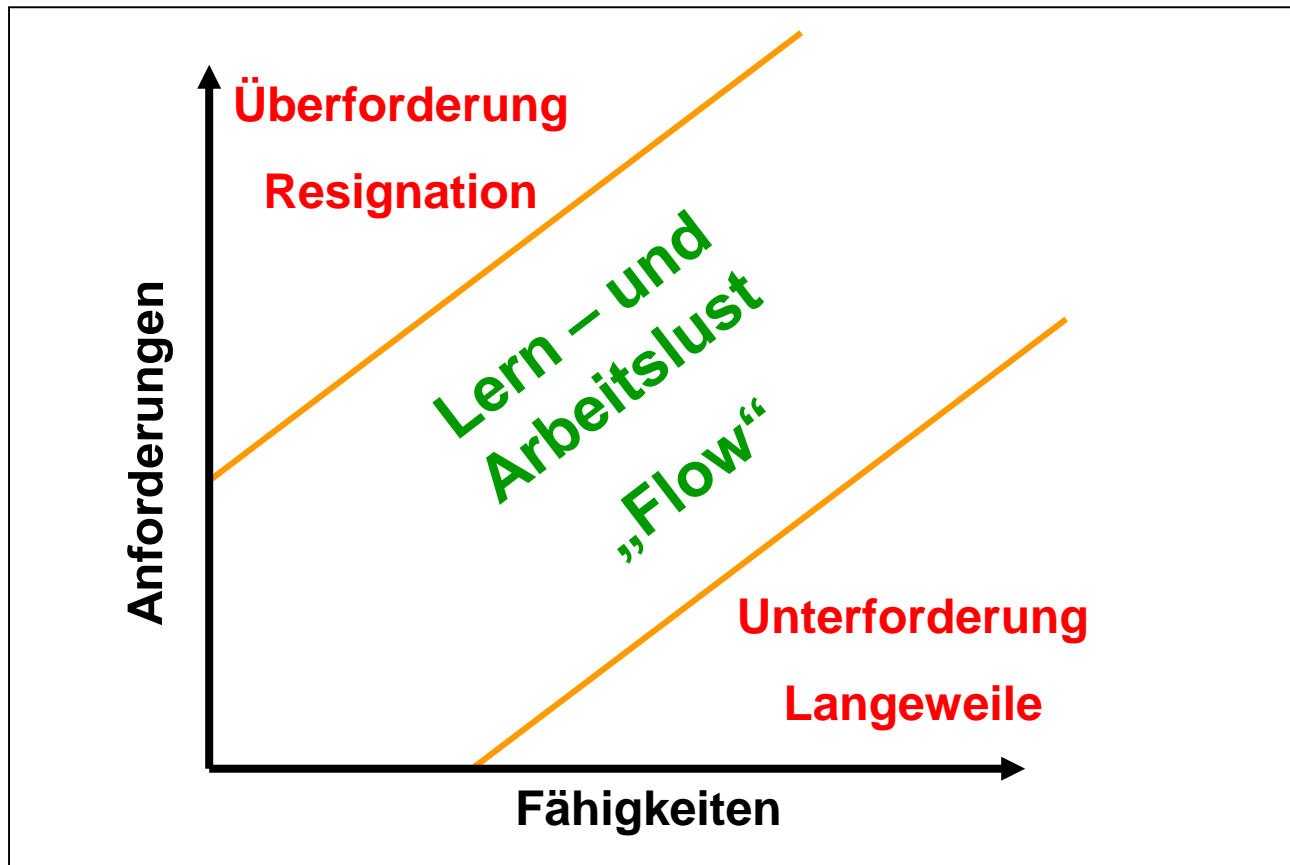 Überforderung
Resignation
Lern – und
Arbeitslust
„Flow“
Anforderungen
Unterforderung
Langeweile
Fähigkeiten